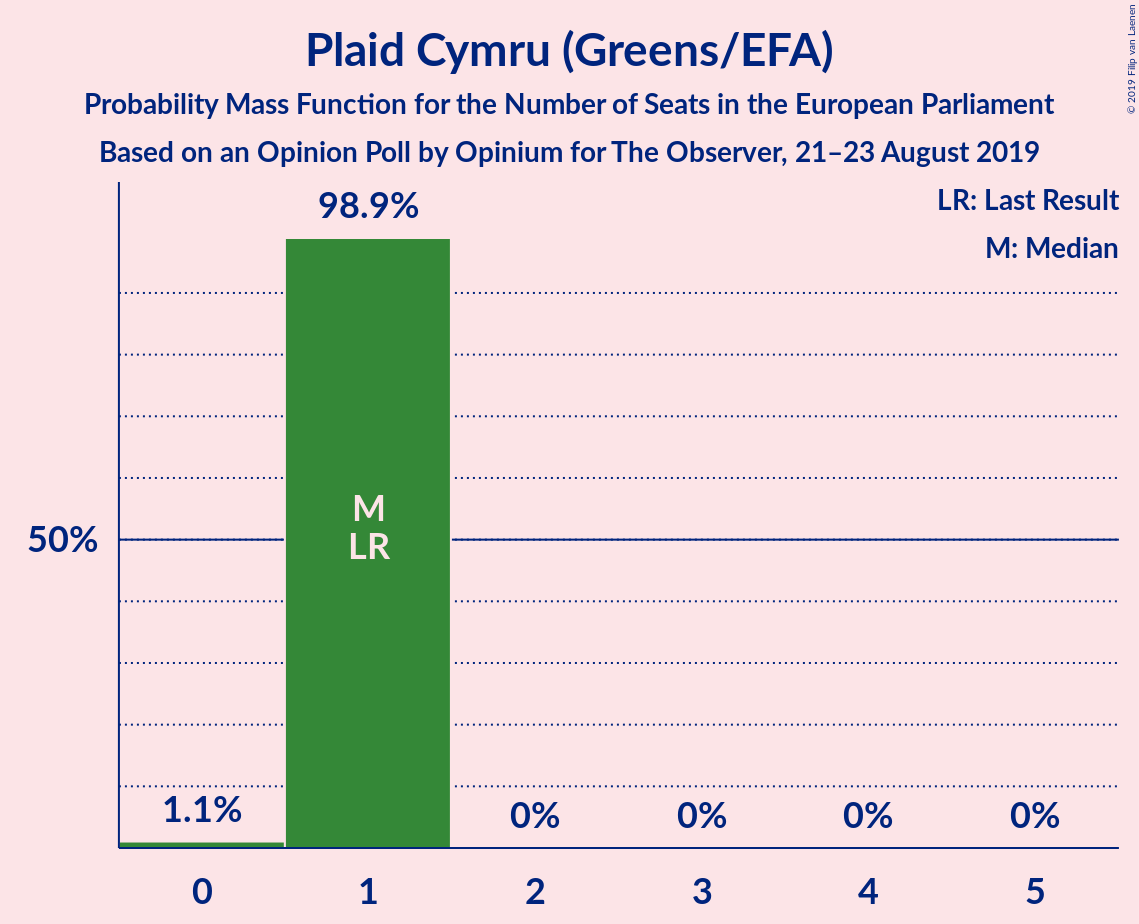 Plaid Cymru (Greens/EFA)
Probability Mass Function for the Number of Seats in the European Parliament
Based on an Opinion Poll by Opinium for The Observer, 21–23 August 2019
© 2019 Filip van Laenen
LR: Last Result
M: Median
98.9%
M
LR
50%
1.1%
0%
0%
0%
0%
0
1
2
3
4
5